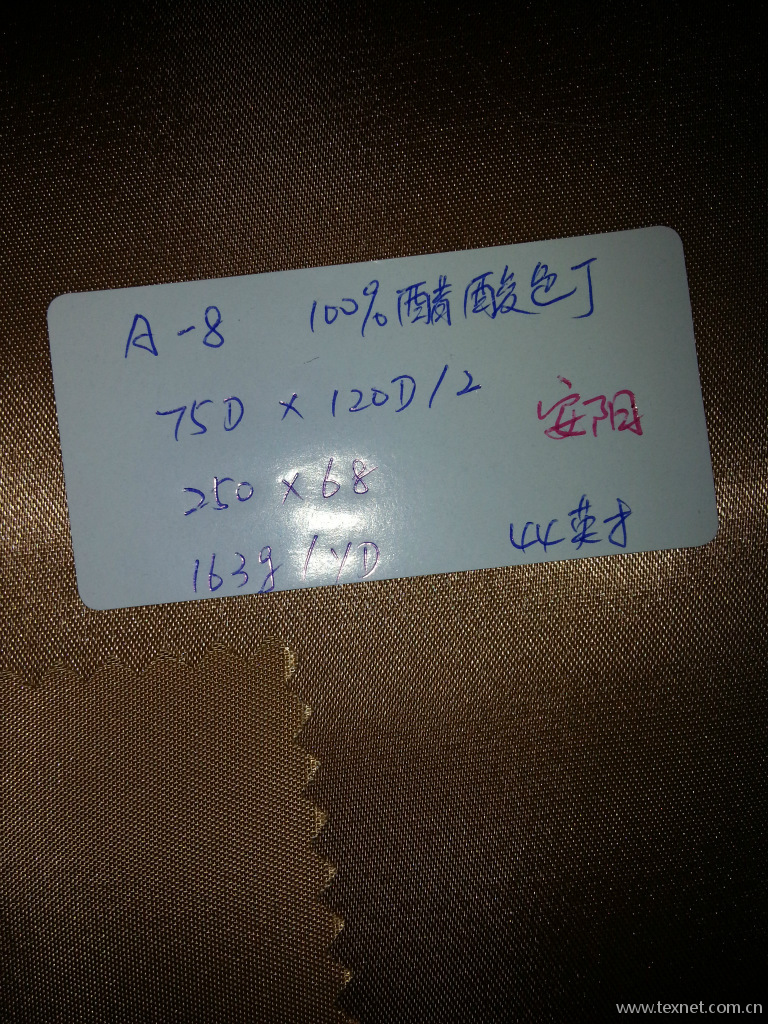 A-8 100%醋酸色丁
75D × 120D/2
安阳
250 × 68
163g/YD
44英寸
www.texnet.com.cn